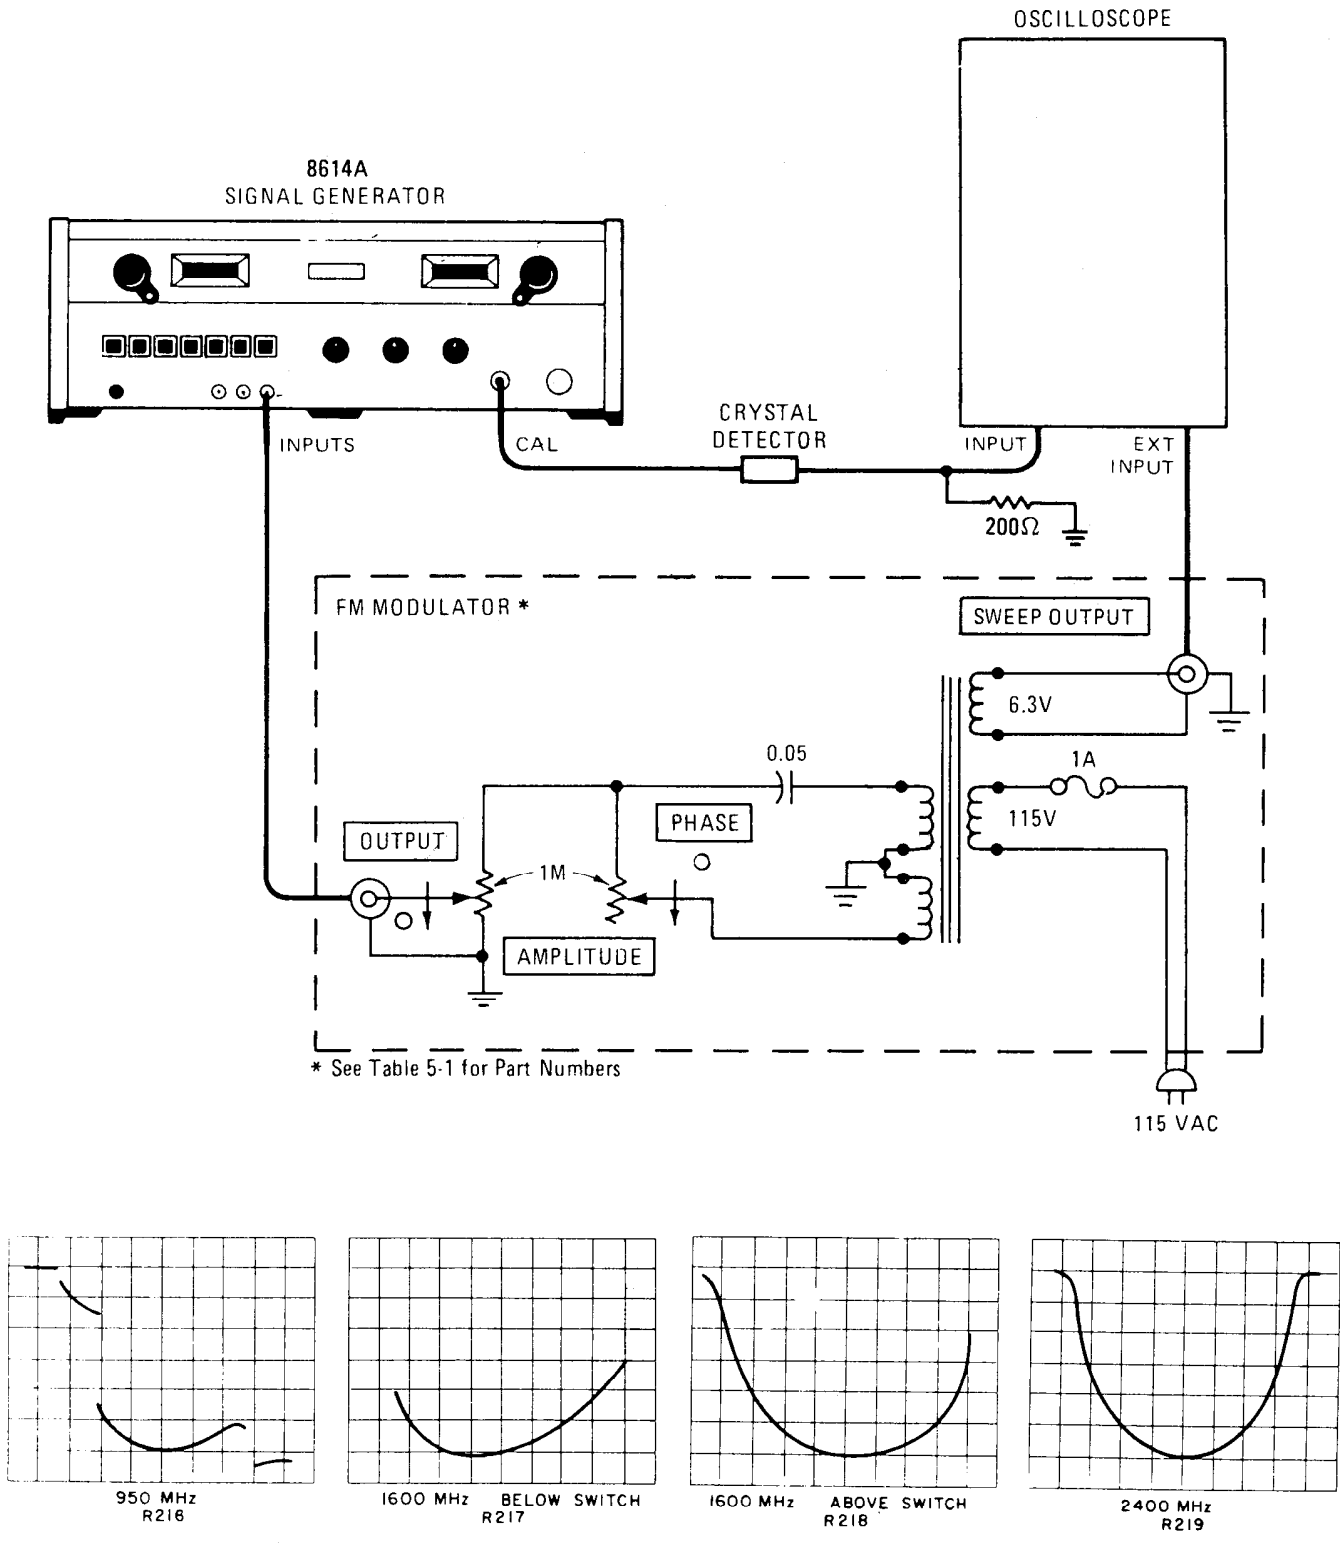 OSCILLOSCOPE
8614A
SIGNAL GENERATOR
INPUTS
CAL
CRYSTAL
DETECTOR
INPUT
EXT
INPUT
200Ω
FM MODULATOR *
SWEEP OUTPUT
6.3V
0.05
1A
PHASE
115V
OUTPUT
1M
AMPLITUDE
* See Table 5-1 for Part Numbers
115 VAC
950 MHz
R216
1600 MHz BELOW SWITCH
R217
1600 MHz ABOVE SWITCH
R218
2400 MHz
R219